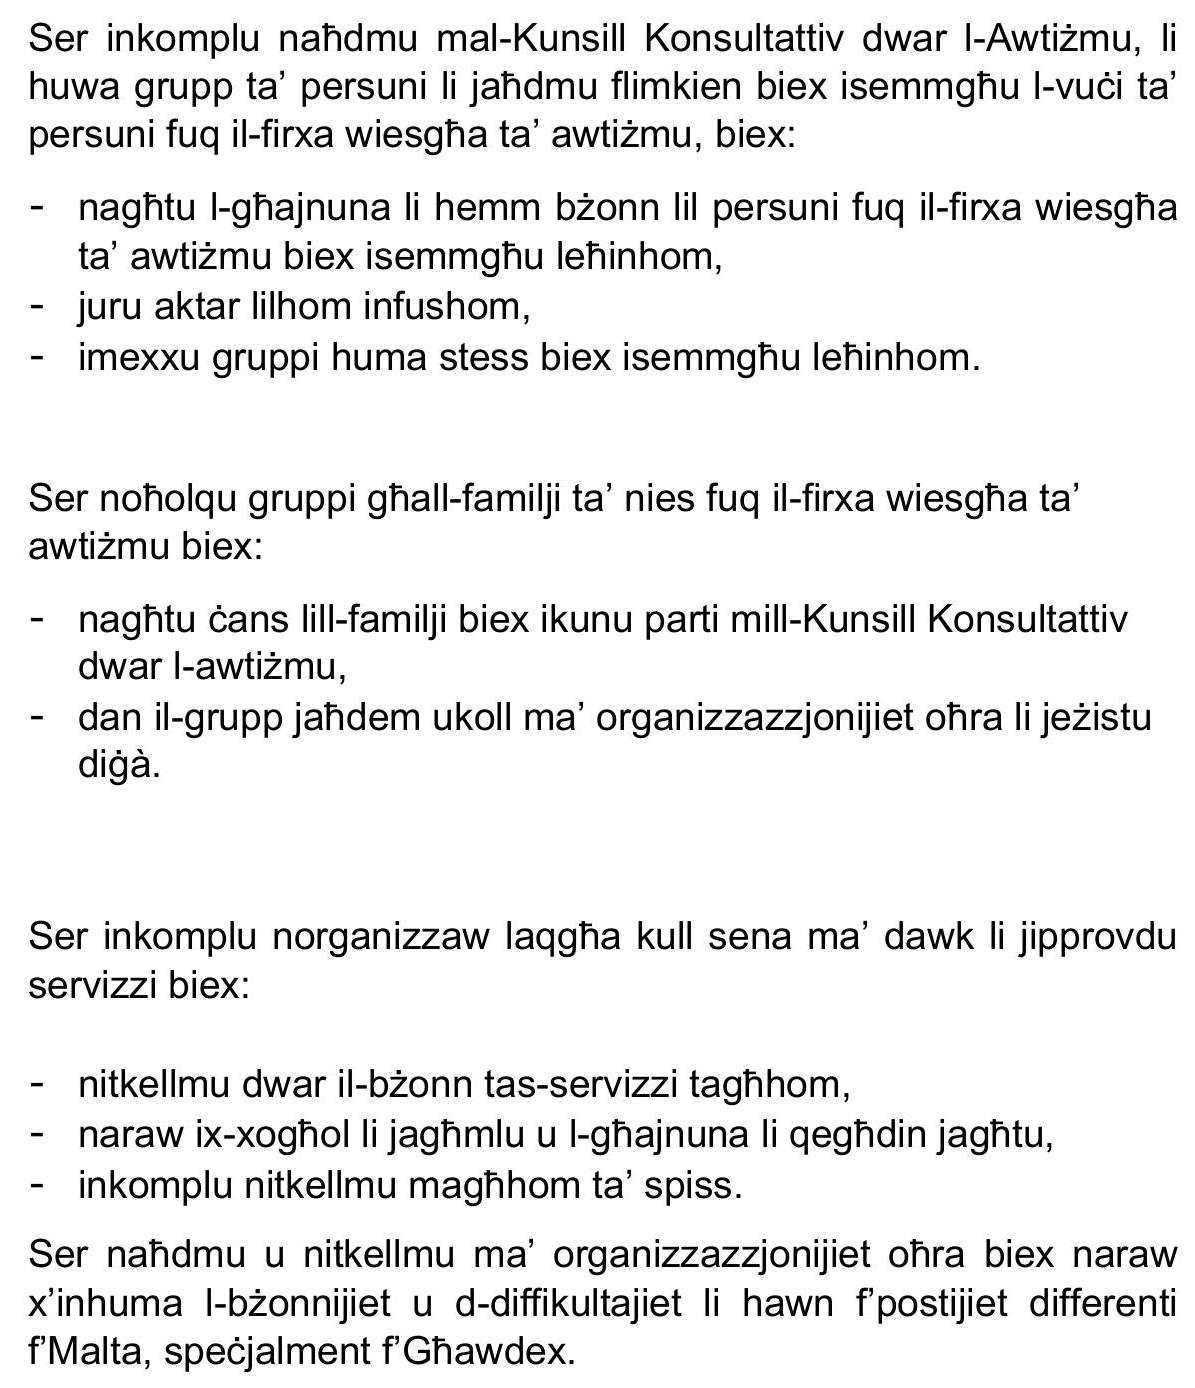 Ser inkomplu naħdmu mal-Kunsill Konsultattiv dwar l-Awtiżmu, li
huwa grupp ta’ persuni li jaħdmu flimkien biex isemmgħu l-vuċi ta’
persuni fuq il-firxa wiesgħa ta’ awtiżmu, biex:
- nagħtu l-għajnuna li hemm bżonn lil persuni fuq il-firxa wiesgħa
ta’ awtiżmu biex isemmgħu leħinhom,
- juru aktar lilhom infushom,
- imexxu gruppi huma stess biex isemmgħu leħinhom.
Ser noħolqu gruppi għall-familji ta’ nies fuq il-firxa wiesgħa ta’
awtiżmu biex:
- nagħtu ċans lill-familji biex ikunu parti mill-Kunsill Konsultattiv
dwar l-awtiżmu,
- dan il-grupp jaħdem ukoll ma’ organizzazzjonijiet oħra li jeżistu
diġà.
Ser inkomplu norganizzaw laqgħa kull sena ma’ dawk li jipprovdu
servizzi biex:
- nitkellmu dwar il-bżonn tas-servizzi tagħhom,
- naraw ix-xogħol li jagħmlu u l-għajnuna li qegħdin jagħtu,
- inkomplu nitkellmu magħhom ta’ spiss.
Ser naħdmu u nitkellmu ma’ organizzazzjonijiet oħra biex naraw
x’inhuma l-bżonnijiet u d-diffikultajiet li hawn f’postijiet differenti
f’Malta, speċjalment f’Għawdex.